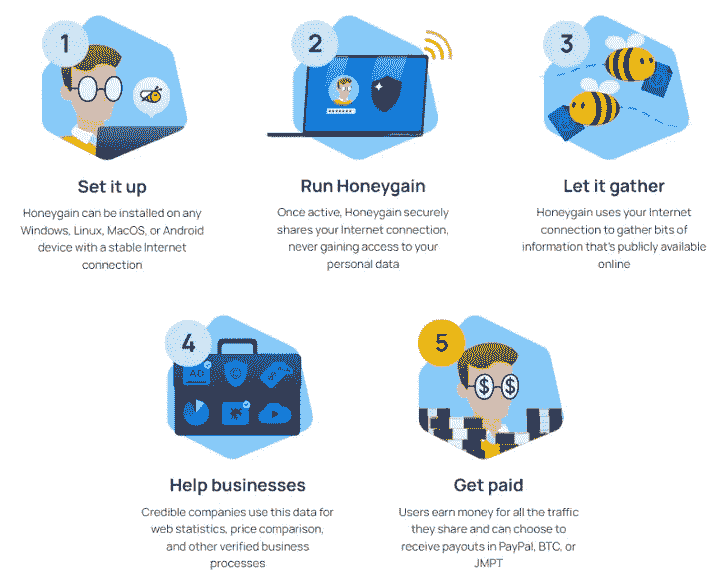 1
Set it up
Honeygain can be installed on any
Windows, Linux, MacOS, or Android
device with a stable Internet
connection
2
Run Honeygain
Once active, Honeygain securely
shares your Internet connection,
never gaining access to your
personal data
3
Let it gather
Honeygain uses your Internet
connection to gather bits of
information that's publicly available
online
4
AD
Help businesses
Credible companies use this data for
web statistics, price comparison,
and other verified business
processes
5
$ $
Get paid
Users earn money for all the traffic
they share and can choose to
receive payouts in PayPal, BTC, or
JMPT